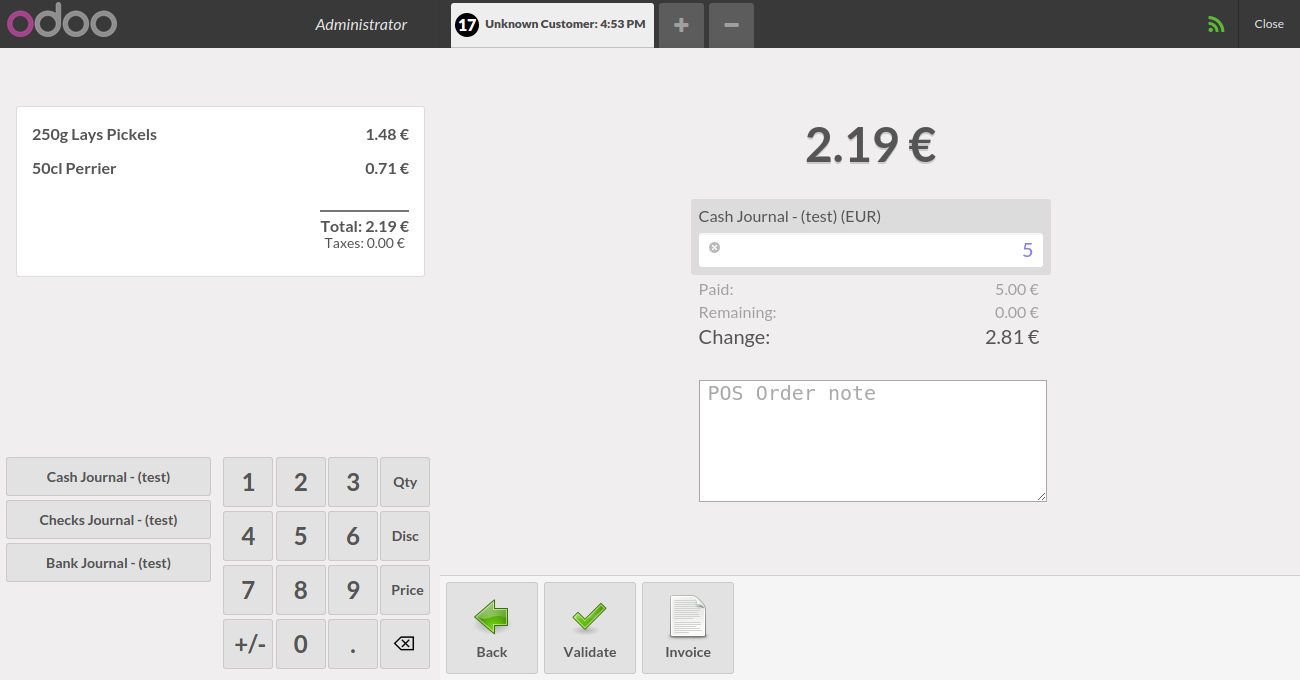 odoo
Administrator
17 Unknown Customer: 4:53 PM
+
−
Close
250g Lays Pickels 1.48 €
50cl Perrier 0.71 €
Total: 2.19 €
Taxes: 0.00 €
2.19 €
Cash Journal - (test) (EUR)
5
Paid: 5.00 €
Remaining: 0.00 €
Change: 2.81 €
POS Order note
Cash Journal - (test)
Checks Journal - (test)
Bank Journal - (test)
1 2 3 Qty
4 5 6 Disc
7 8 9 Price
+/- 0 .
Back Validate Invoice